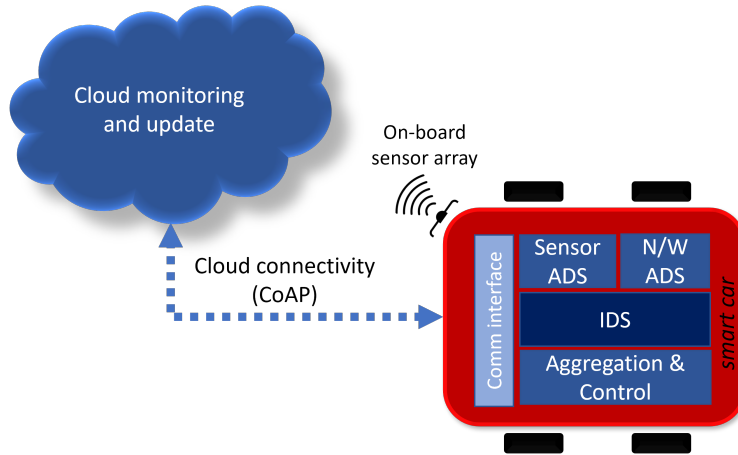 Cloud monitoring
and update
On-board
sensor array
Cloud connectivity
(CoAP)
Comm interface
Sensor
ADS
N/W
ADS
IDS
Aggregation &
Control
smart car